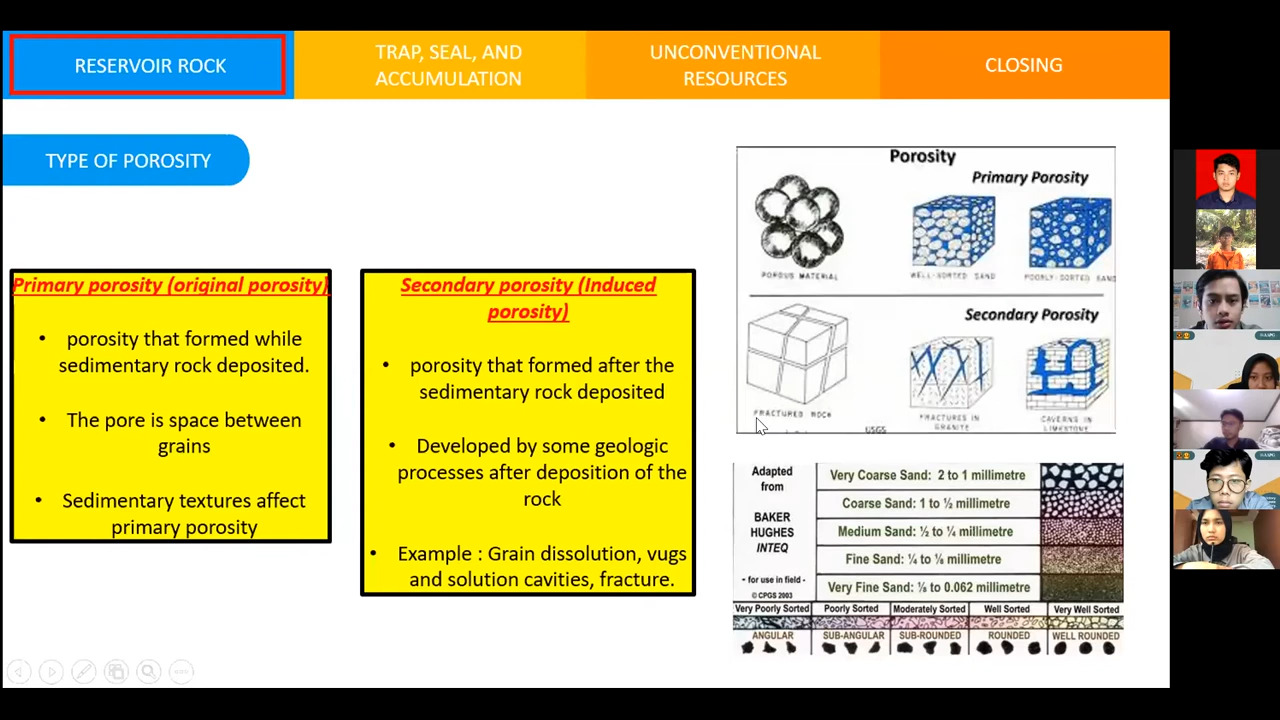 RESERVOIR ROCK
TRAP, SEAL, AND
ACCUMULATION
UNCONVENTIONAL
RESOURCES
CLOSING
TYPE OF POROSITY
Primary porosity (original porosity)
• porosity that formed while
sedimentary rock deposited.
• The pore is space between
grains
• Sedimentary textures affect
primary porosity
Secondary porosity (Induced
porosity)
• porosity that formed after the
sedimentary rock deposited
• Developed by some geologic
processes after deposition of the
rock
• Example : Grain dissolution, vugs
and solution cavities, fracture.
Porosity
Primary Porosity
POROUS MATERIAL
WELL-SORTED SAND
POORLY-SORTED SAND
Secondary Porosity
FRACTURED ROCK
FRACTURES IN
GRANITE
CAVERNS IN
LIMESTONE
USGS
Adapted
from
BAKER
HUGHES
INTEQ
- for use in field -
© CPGS 2003
Very Coarse Sand: 2 to 1 millimetre
Coarse Sand: 1 to ½ millimetre
Medium Sand: ½ to ¼ millimetre
Fine Sand: ¼ to ⅛ millimetre
Very Fine Sand: ⅛ to 0.062 millimetre
Very Poorly Sorted
Poorly Sorted
Moderately Sorted
Well Sorted
Very Well Sorted
ANGULAR
SUB-ANGULAR
SUB-ROUNDED
ROUNDED
WELL ROUNDED